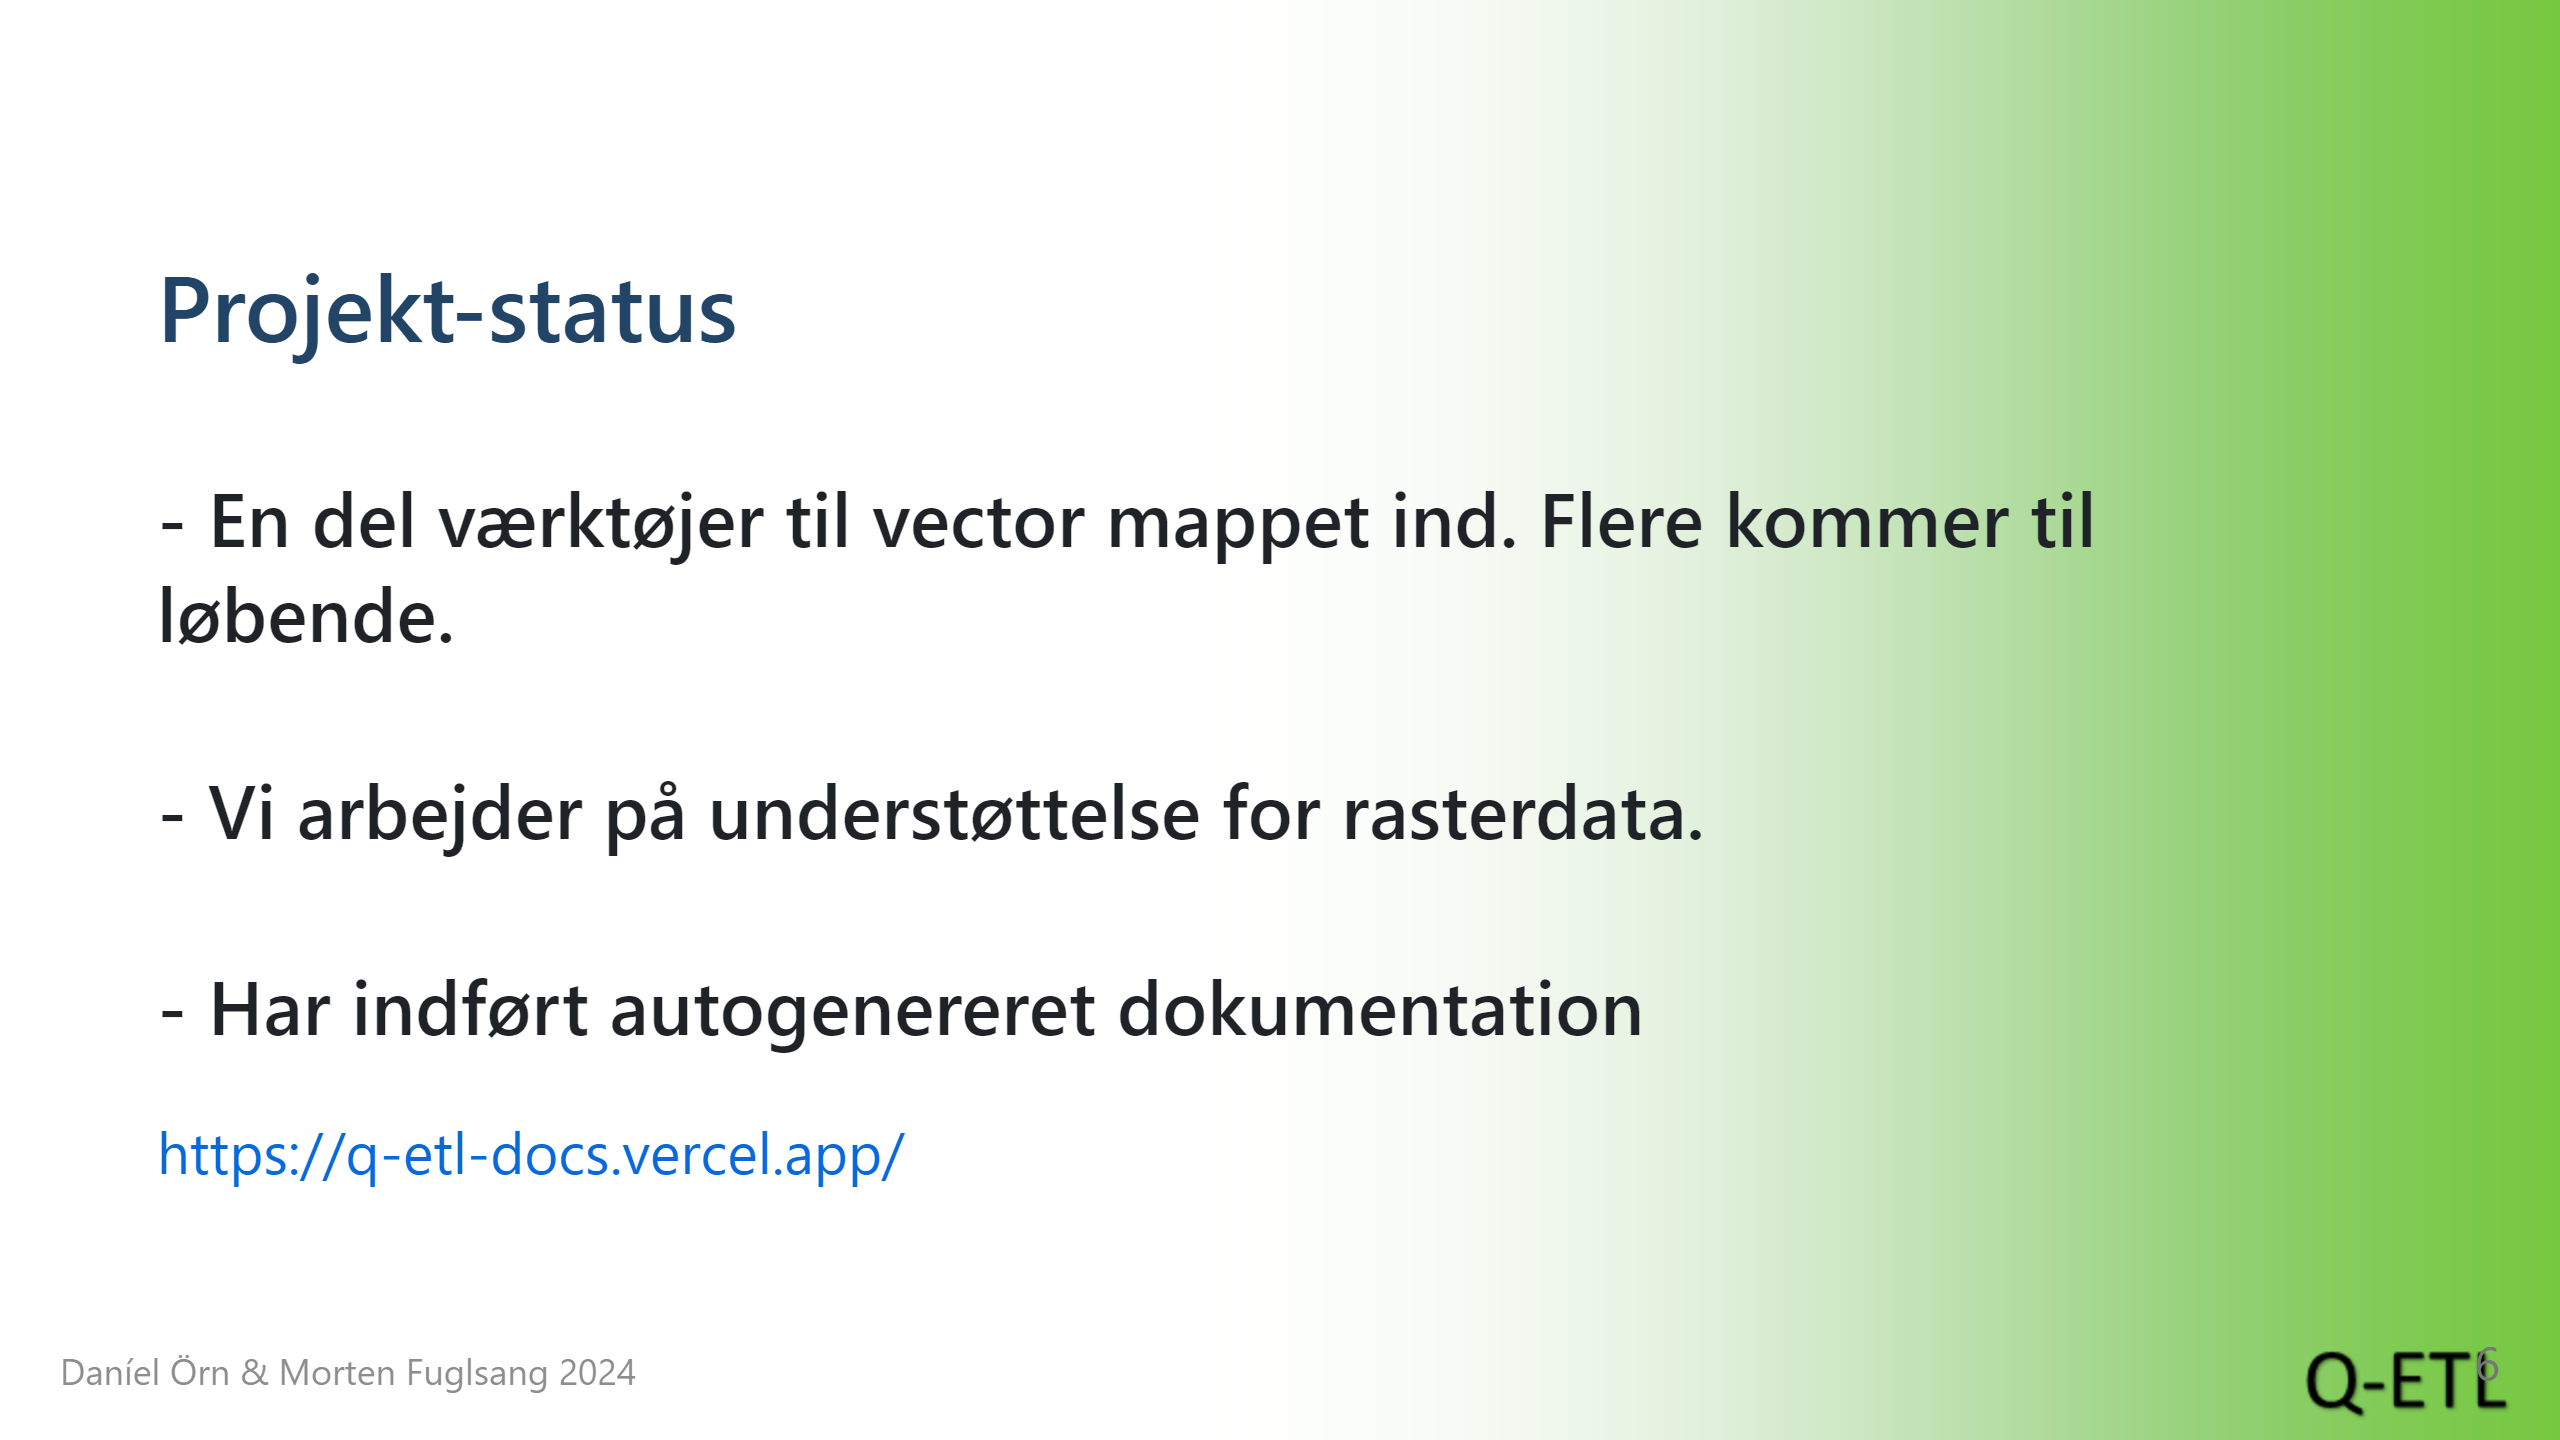 Projekt-status
- En del værktøjer til vector mappet ind. Flere kommer til
løbende.
- Vi arbejder på understøttelse for rasterdata.
- Har indført autogenereret dokumentation
https://q-etl-docs.vercel.app/
Daníel Örn & Morten Fuglsang 2024
Q-ETL
6